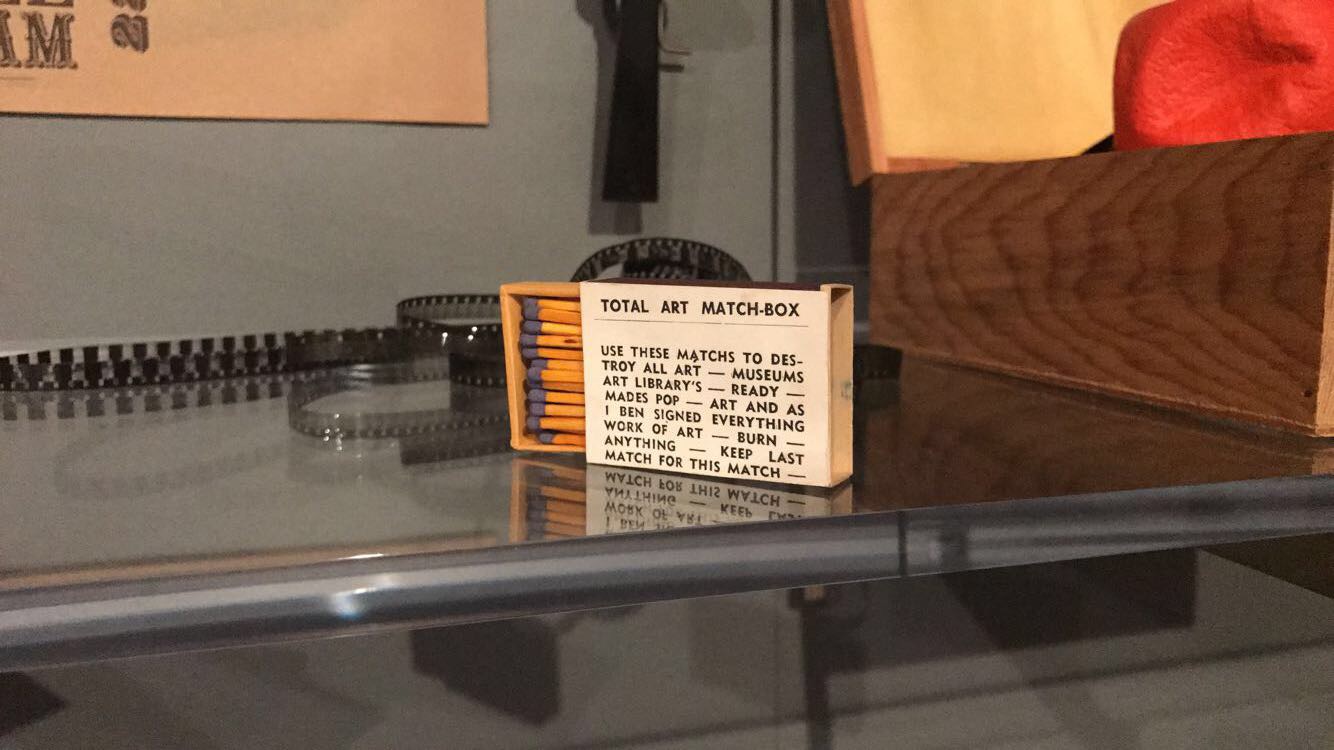 AM
TOTAL ART MATCH-BOX
USE THESE MATCHS TO DES-
TROY ALL ART — MUSEUMS
ART LIBRARY'S — READY —
MADES POP — ART AND AS
I BEN SIGNED EVERYTHING
WORK OF ART — BURN —
ANYTHING — KEEP LAST
MATCH FOR THIS MATCH —